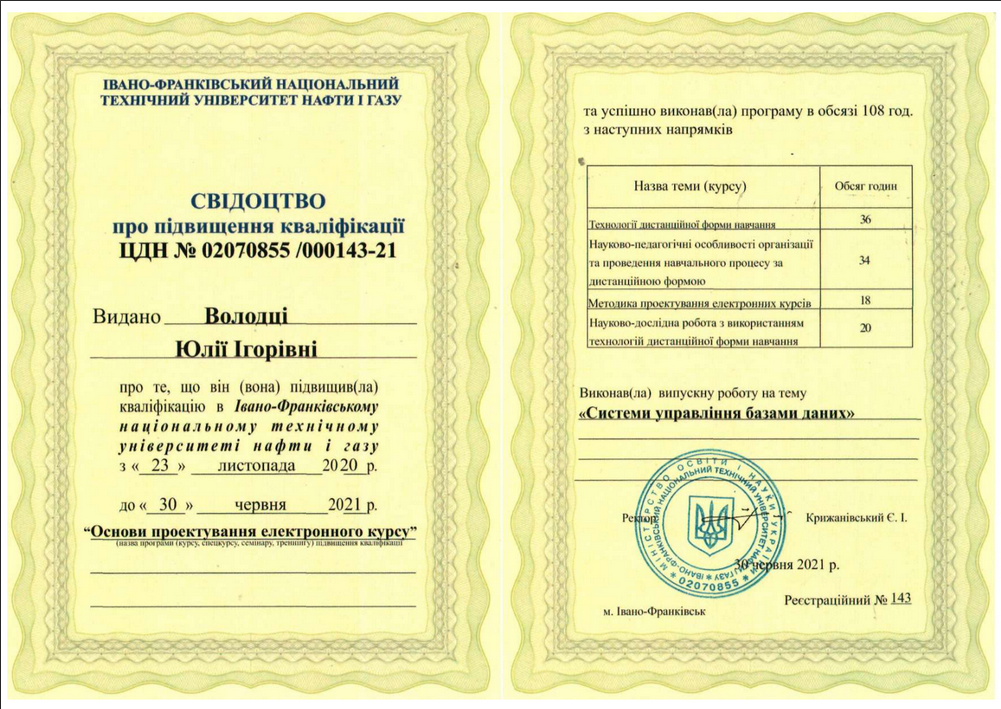 ІВАНО-ФРАНКІВСЬКИЙ НАЦІОНАЛЬНИЙ
ТЕХНІЧНИЙ УНІВЕРСИТЕТ НАФТИ І ГАЗУ
СВІДОЦТВО
про підвищення кваліфікації
ЦДН № 02070855 /000143-21
Видано Володці
Юлії Ігорівні
про те, що він (вона) підвищив(ла)
кваліфікацію в Івано-Франківському
національному технічному
університеті нафти і газу
з « 23 » листопада 2020 р.
до « 30 » червня 2021 р.
“Основи проектування електронного курсу”
(назва програми (курсу, спецкурсу, семінару, тренінгу) підвищення кваліфікації
та успішно виконав(ла) програму в обсязі 108 год.
з наступних напрямків
Назва теми (курсу) Обсяг годин
Технології дистанційної форми навчання 36
Науково-педагогічні особливості організації
та проведення навчального процесу за 34
дистанційною формою
Методика проектування електронних курсів 18
Науково-дослідна робота з використанням 20
технологій дистанційної форми навчання
Виконав(ла) випускну роботу на тему
«Системи управління базами даних»
МІНІСТЕРСТВО ОСВІТИ І НАУКИ УКРАЇНИ
ІВАНО-ФРАНКІВСЬКИЙ НАЦІОНАЛЬНИЙ ТЕХНІЧНИЙ УНІВЕРСИТЕТ НАФТИ І ГАЗУ
* 02070855 *
Ректор Крижанівський Є. І.
30 червня 2021 р.
Реєстраційний № 143
м. Івано-Франківськ